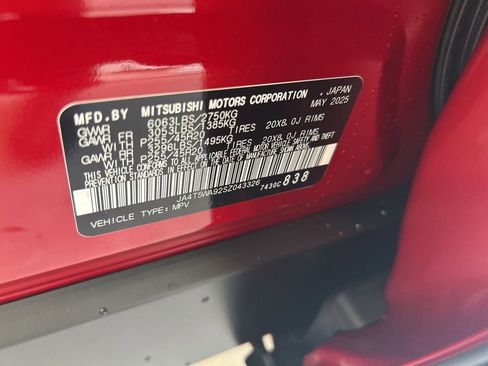 MFD.BY MITSUBISHI MOTORS CORPORATION, JAPAN
GWR 6063LBS/2750KG MAY 2025
GAWR FR 3053LBS/1385KG
WITH P255/45R20 TIRES 20X8.0J RIMS
GAWR RR 3296LBS/1495KG
WITH P255/45R20 TIRES 20X8.0J RIMS
THIS VEHICLE CONFORMS TO ALL APPLICABLE FEDERAL MOTOR VEHICLE SAFETY AND
THEFT PREVENTION STANDARDS IN EFFECT ON THE DATE OF MANUFACTURE SHOWN ABOVE.
JA4T5WA92SZ043326 7430C 838
VEHICLE TYPE: MPV